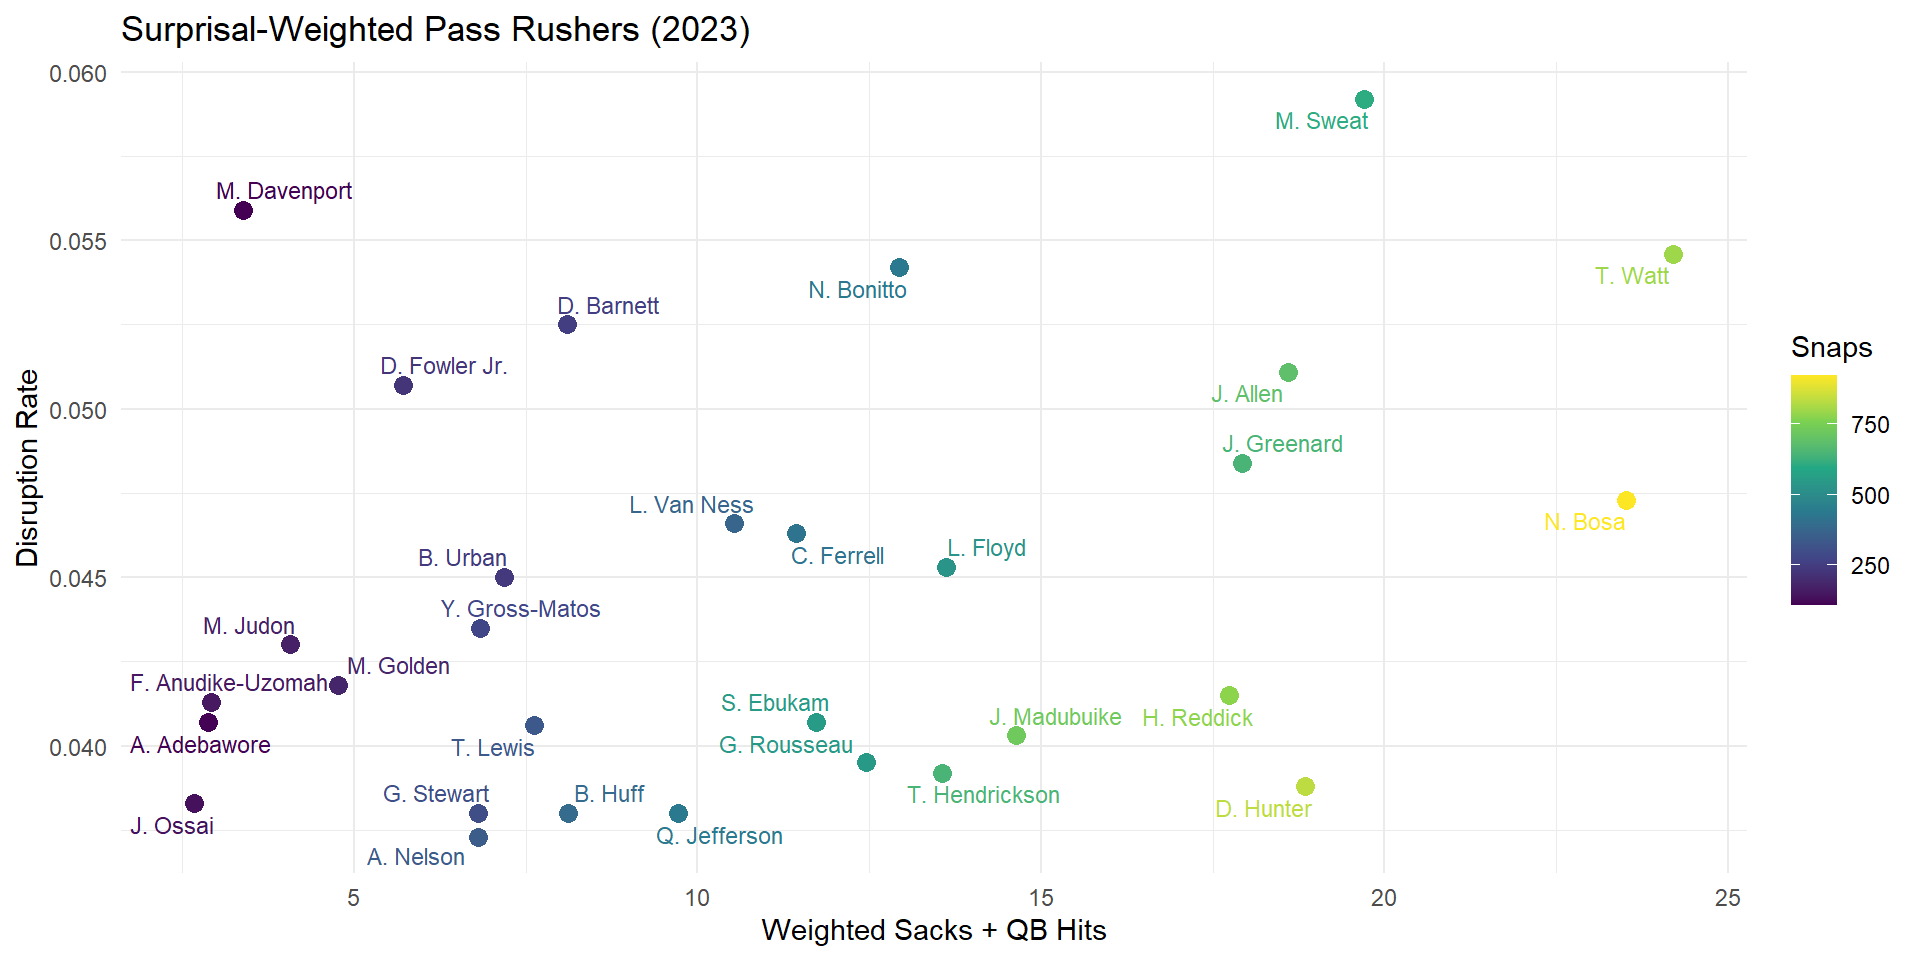 Surprisal-Weighted Pass Rushers (2023)
0.060
0.055
0.050
0.045
0.040
Disruption Rate
M. Sweat
M. Davenport
T. Watt
N. Bonitto
D. Barnett
D. Fowler Jr.
J. Allen
J. Greenard
L. Van Ness
N. Bosa
C. Ferrell
L. Floyd
B. Urban
Y. Gross-Matos
M. Judon
M. Golden
F. Anudike-Uzomah
S. Ebukam
J. Madubuike
H. Reddick
A. Adebawore
T. Lewis
G. Rousseau
G. Stewart
B. Huff
T. Hendrickson
D. Hunter
J. Ossai
Q. Jefferson
A. Nelson
5
10
15
20
25
Weighted Sacks + QB Hits
Snaps
750
500
250